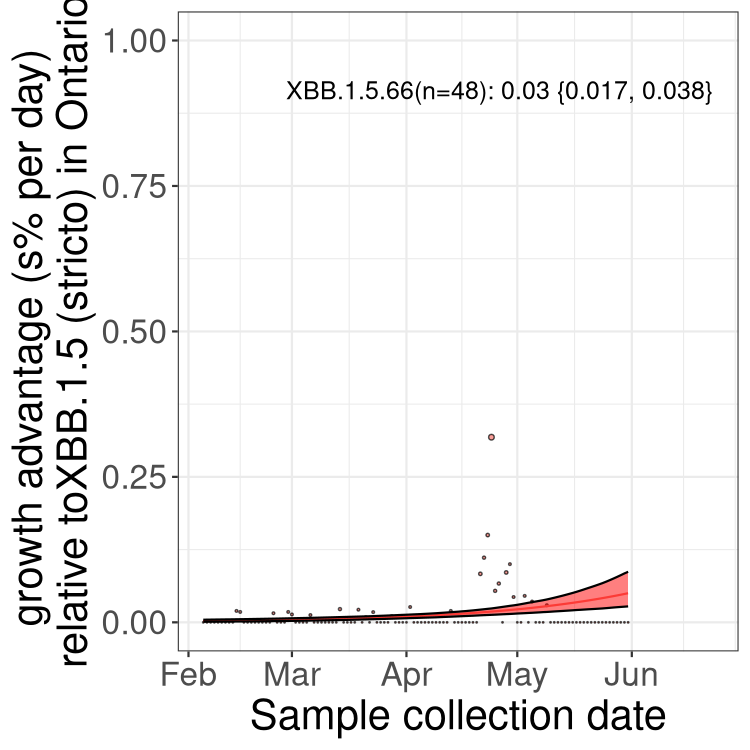 growth advantage (s% per day)
relative toXBB.1.5 (stricto) in Ontario
1.00
0.75
0.50
0.25
0.00
XBB.1.5.66(n=48): 0.03 {0.017, 0.038}
Feb Mar Apr May Jun
Sample collection date